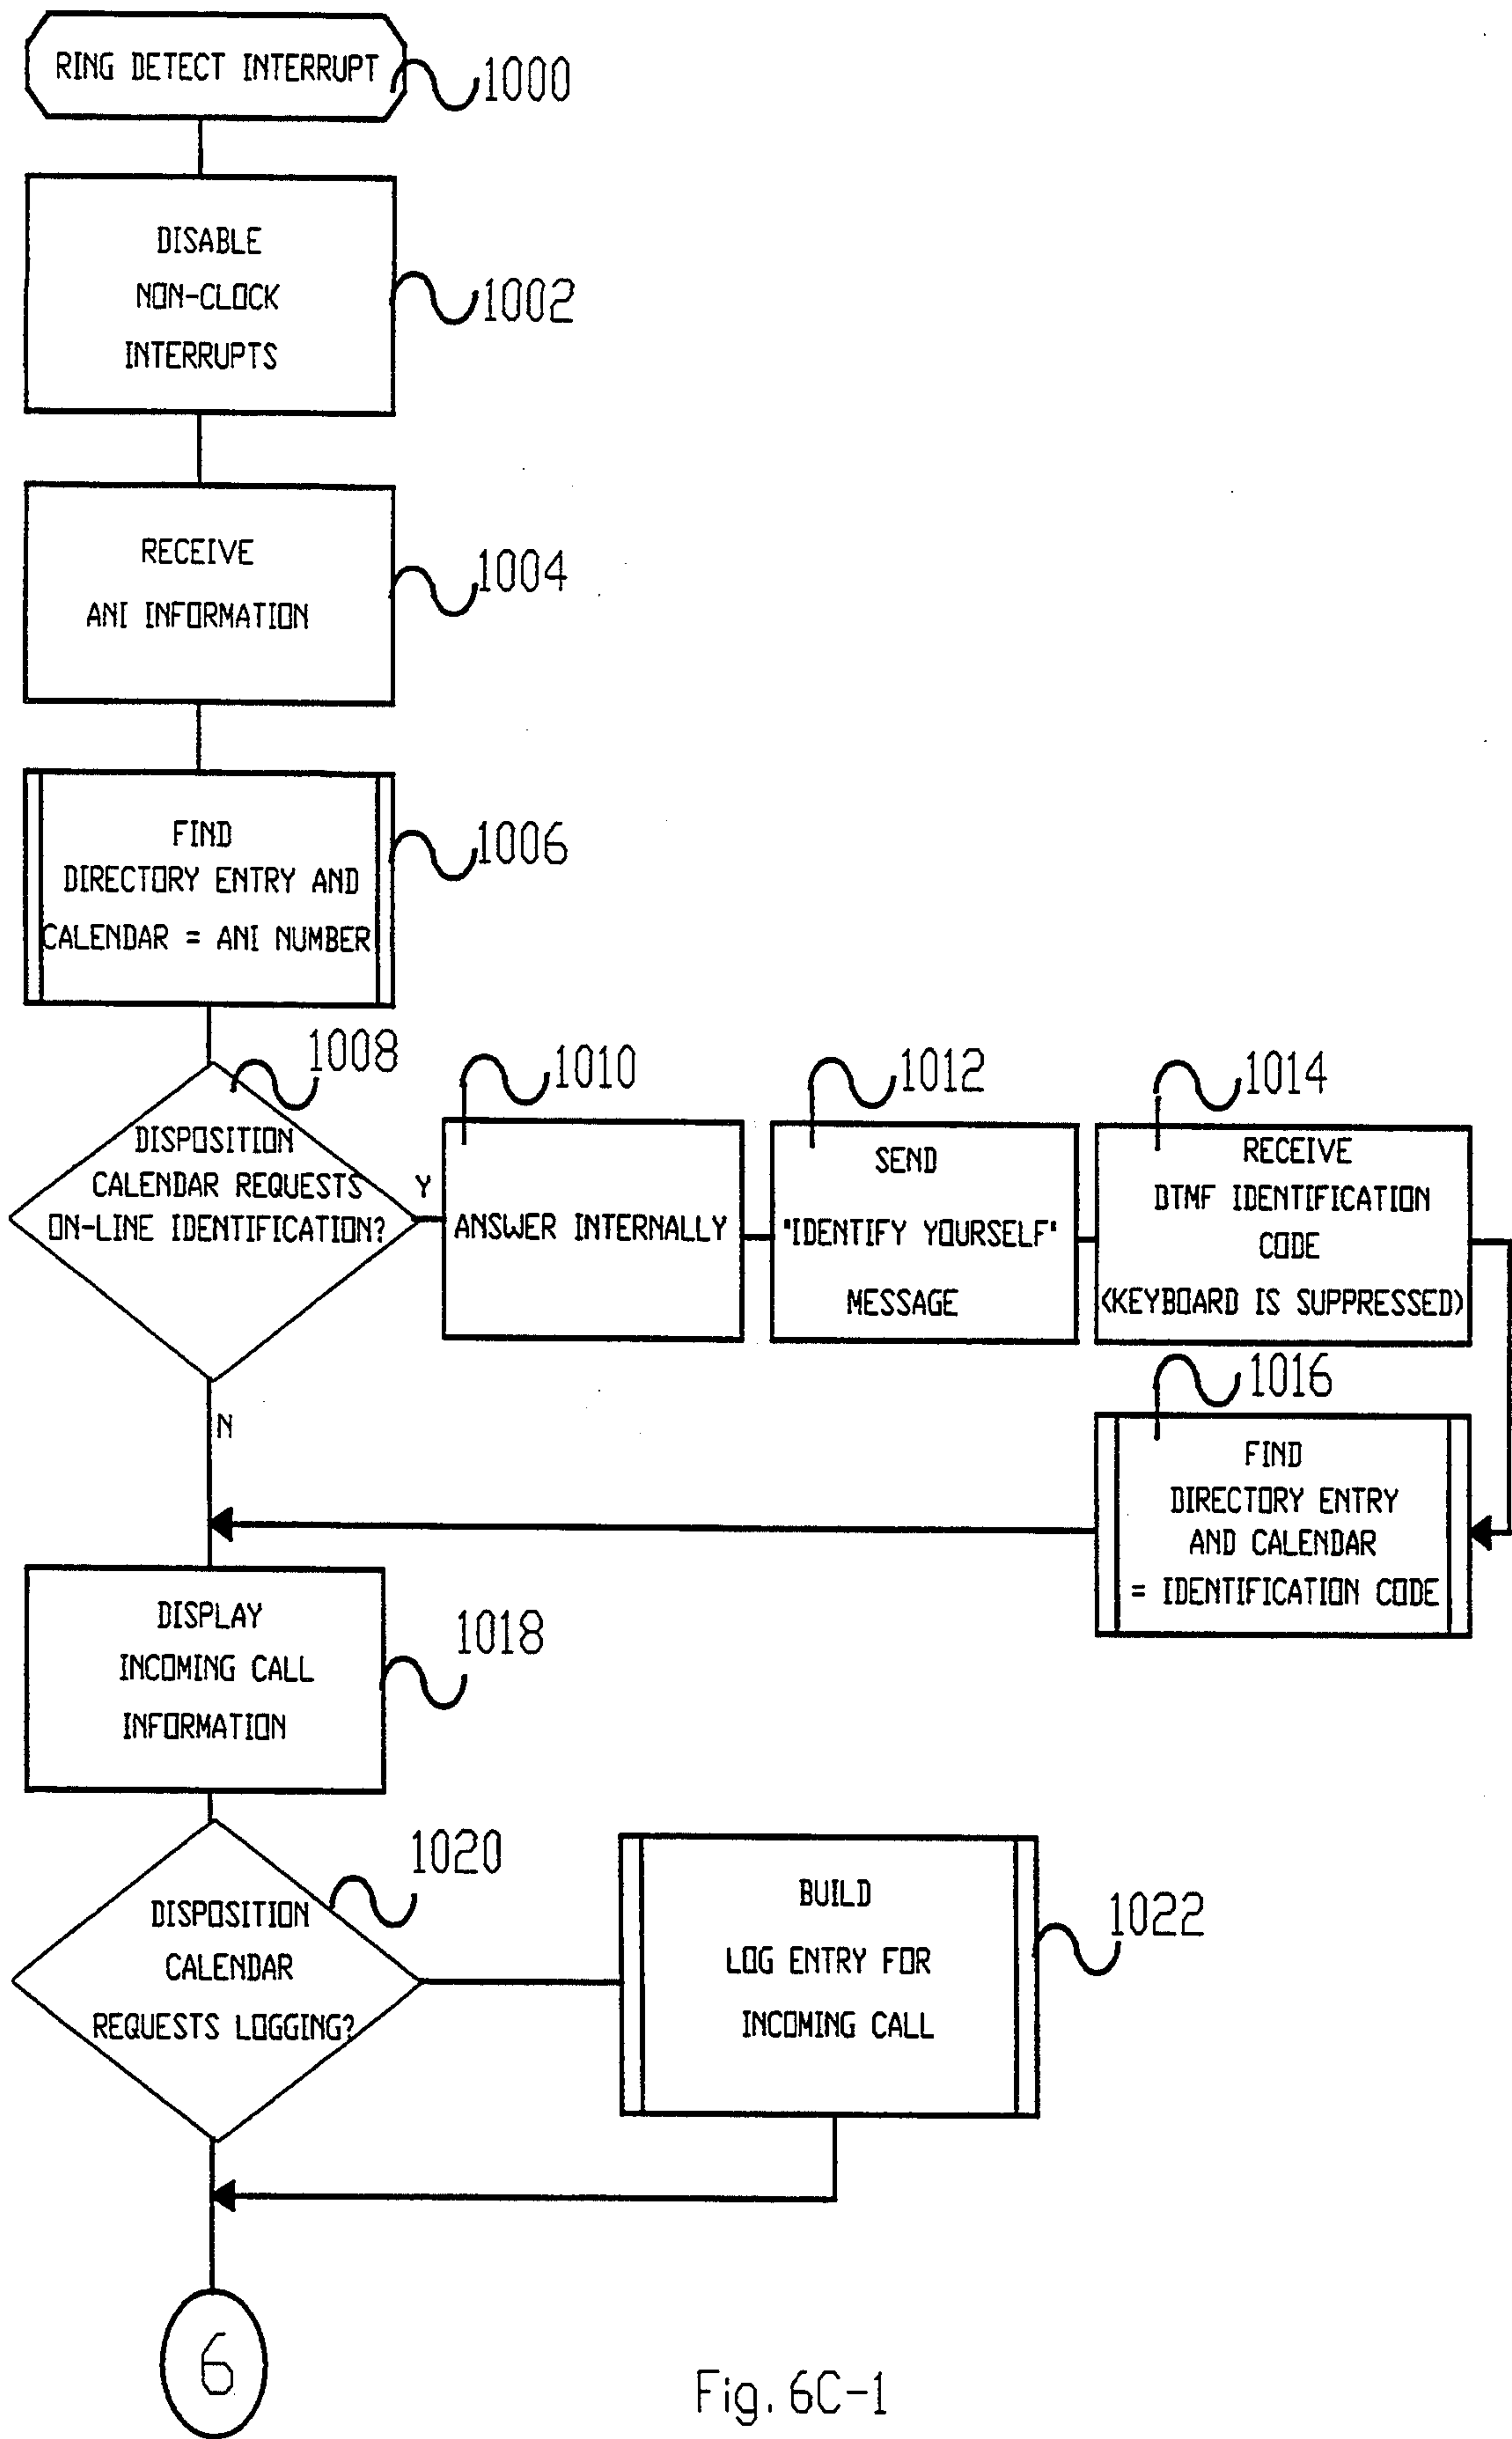 RING DETECT INTERRUPT
1000
DISABLE
NON-CLOCK
INTERRUPTS
1002
RECEIVE
ANI INFORMATION
1004
FIND
DIRECTORY ENTRY AND
CALENDAR = ANI NUMBER
1006
1008
DISPOSITION
CALENDAR REQUESTS
ON-LINE IDENTIFICATION?
Y
N
1010
ANSWER INTERNALLY
1012
SEND
"IDENTIFY YOURSELF"
MESSAGE
1014
RECEIVE
DTMF IDENTIFICATION
CODE
(KEYBOARD IS SUPPRESSED)
1016
FIND
DIRECTORY ENTRY
AND CALENDAR
= IDENTIFICATION CODE
DISPLAY
INCOMING CALL
INFORMATION
1018
1020
DISPOSITION
CALENDAR
REQUESTS LOGGING?
BUILD
LOG ENTRY FOR
INCOMING CALL
1022
6
Fig. 6C-1